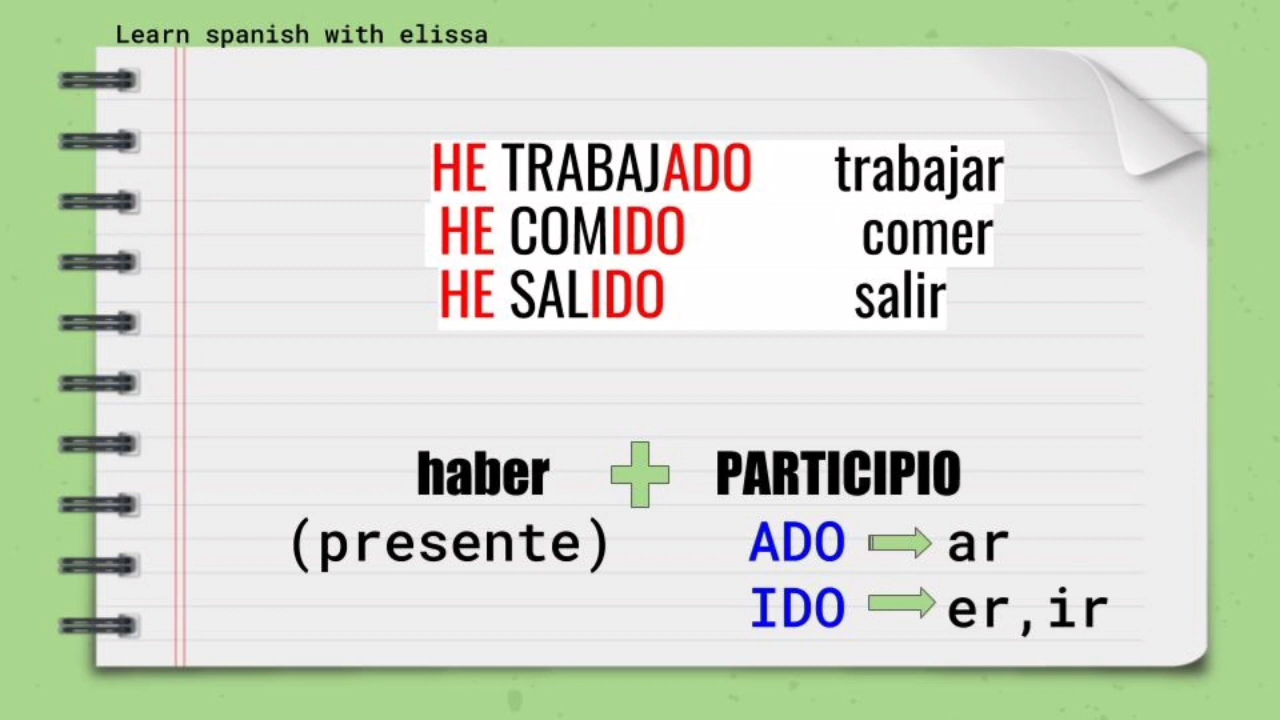 Learn spanish with elissa
HE TRABAJADO trabajar
HE COMIDO comer
HE SALIDO salir
haber PARTICIPIO
(presente) ADO ar
IDO er,ir